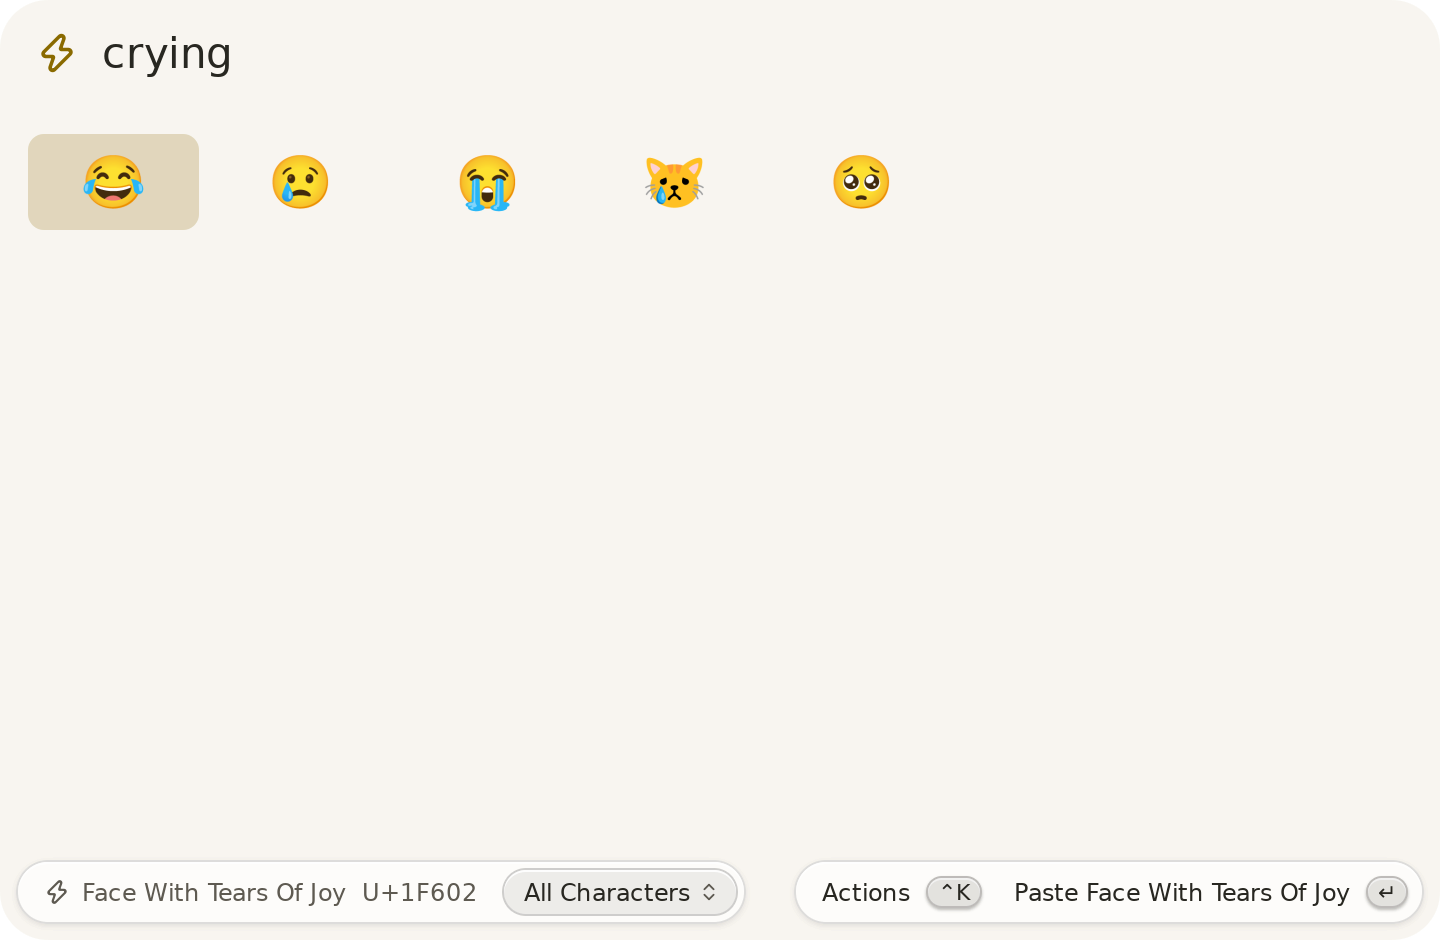 crying
😂 😢 😭 😿 🥺
Face With Tears Of Joy U+1F602 All Characters Actions ^K Paste Face With Tears Of Joy ↵